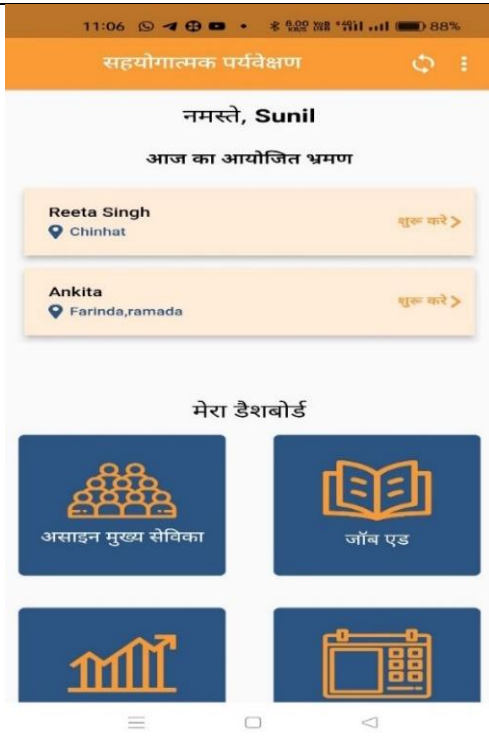 11:06 88%
सहयोगात्मक पर्यवेक्षण
नमस्ते, Sunil
आज का आयोजित भ्रमण
Reeta Singh
Chinhat
शुरू करे
Ankita
Farinda,ramada
शुरू करे
मेरा डैशबोर्ड
असाइन मुख्य सेविका
जॉब एड